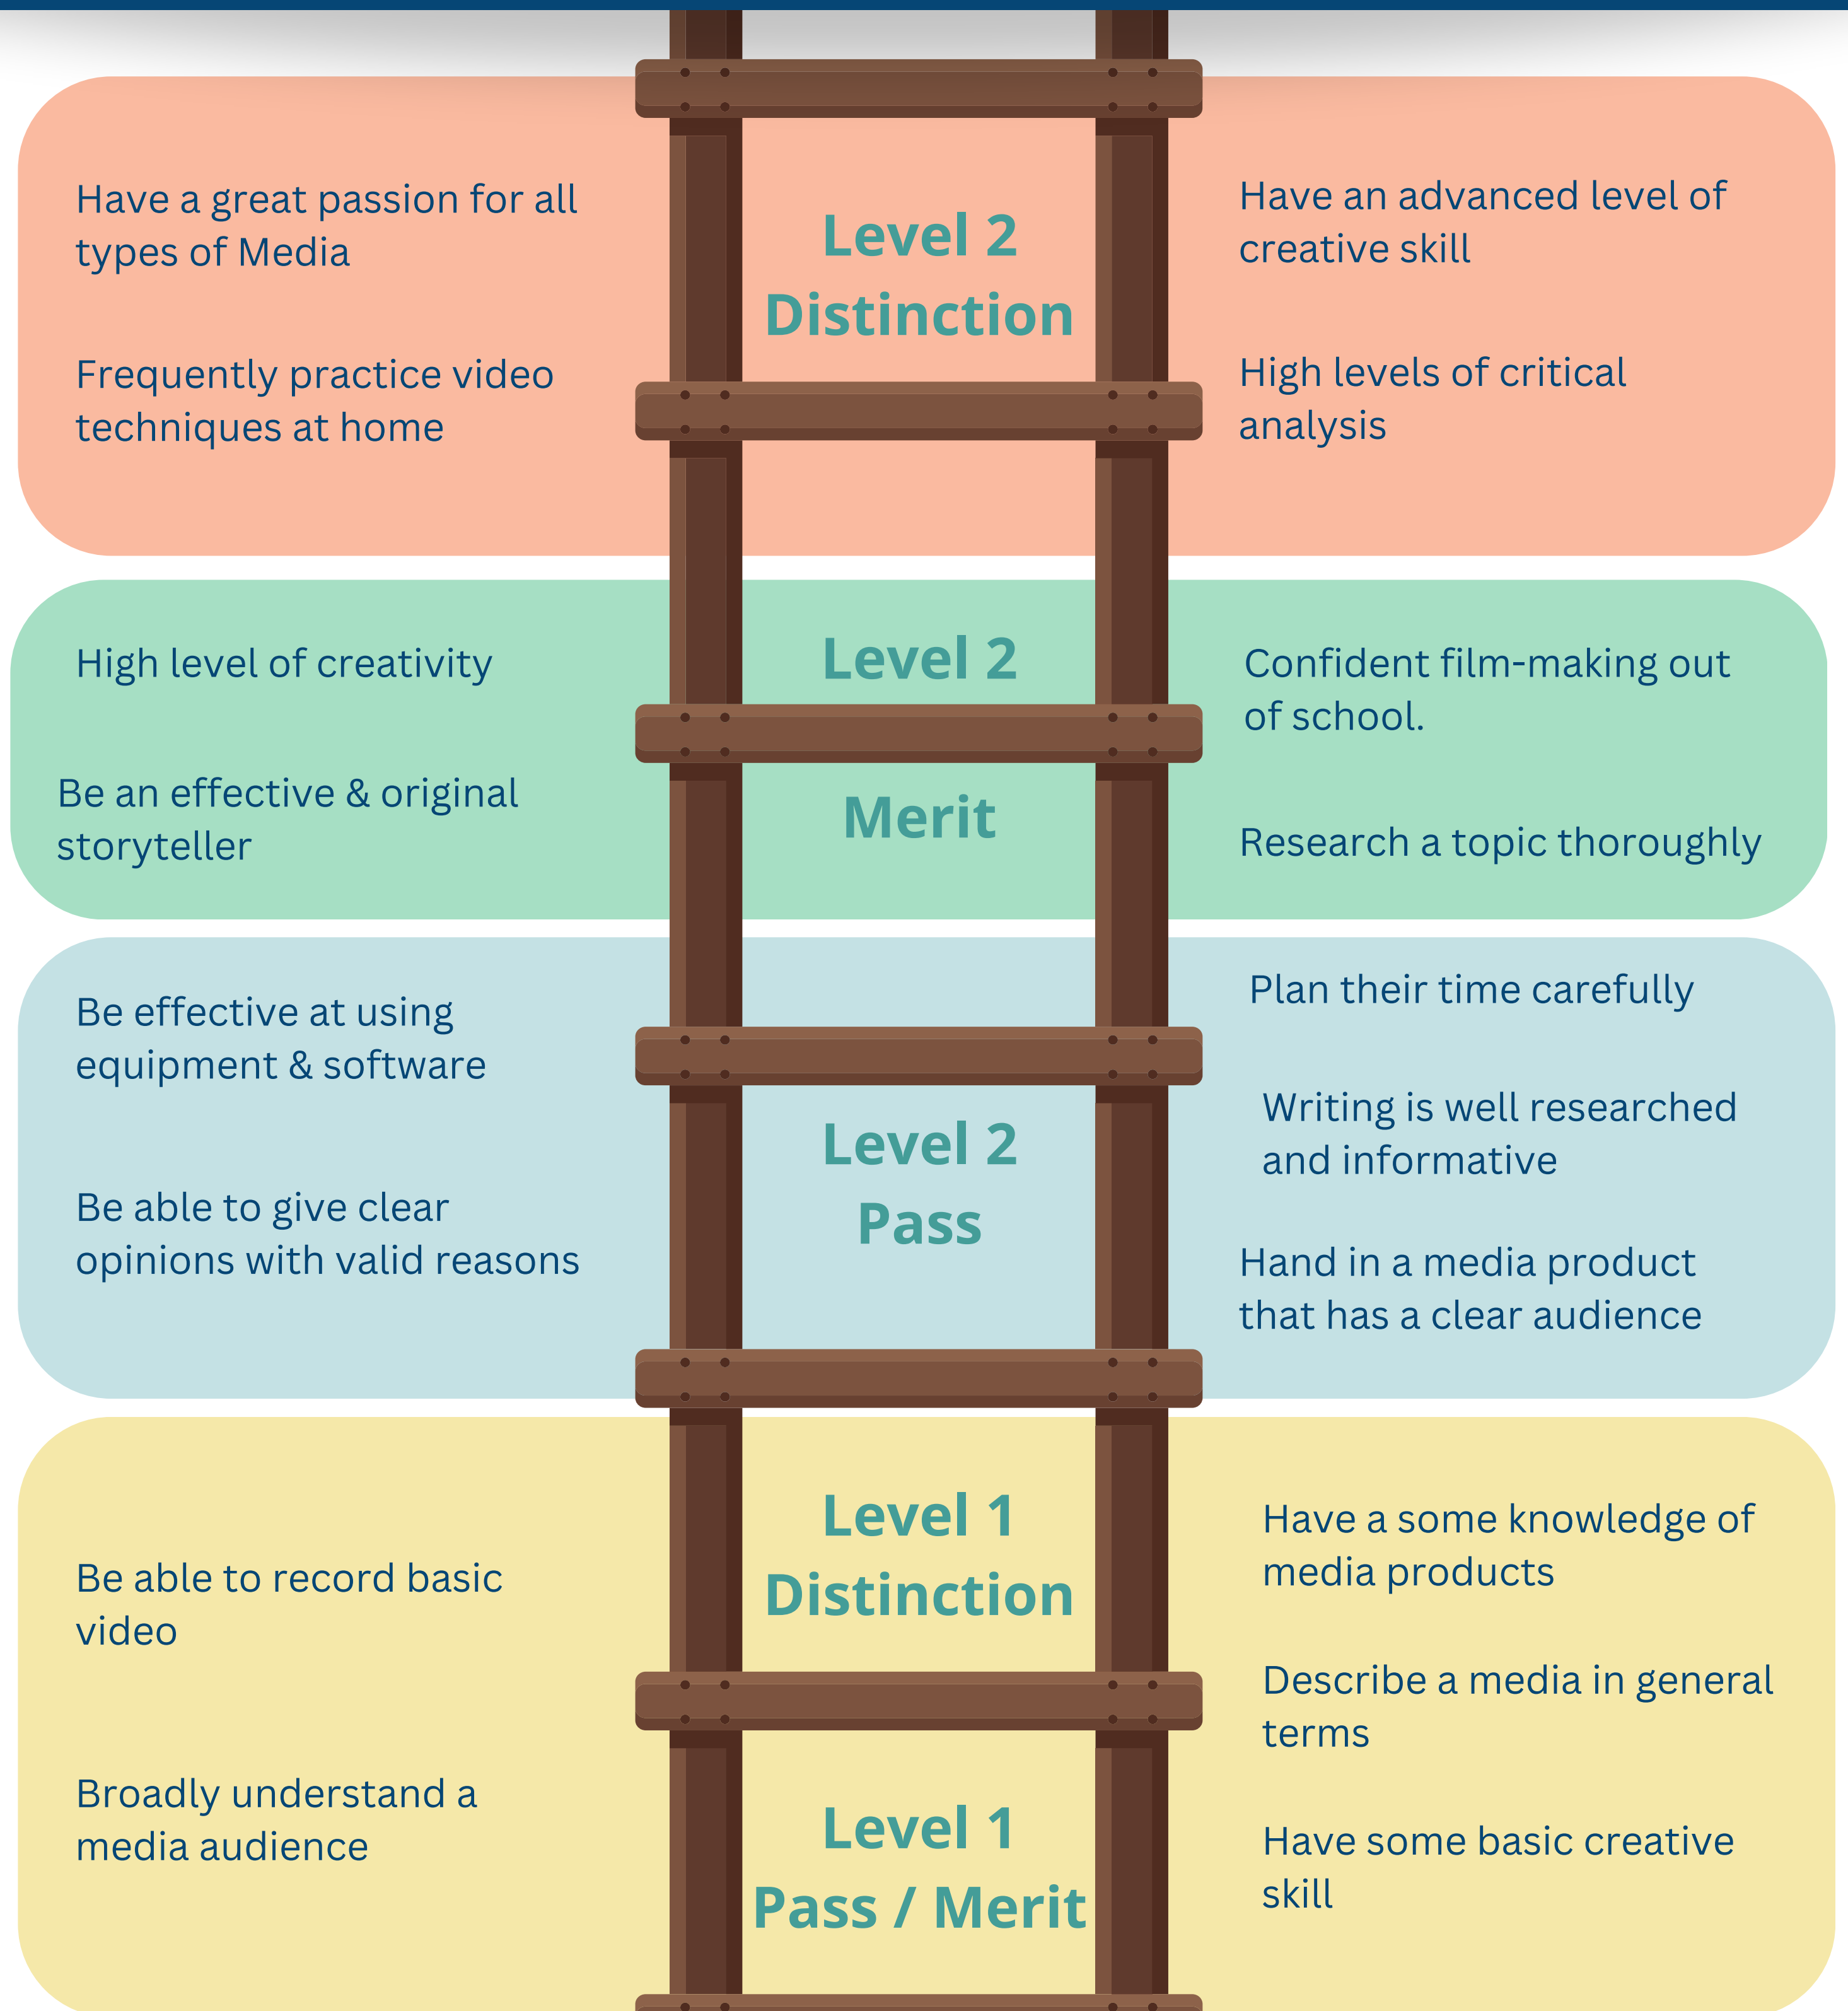 Have a great passion for all
types of Media
Frequently practice video
techniques at home
Level 2
Distinction
Have an advanced level of
creative skill
High levels of critical
analysis
High level of creativity
Be an effective & original
storyteller
Level 2
Merit
Confident film-making out
of school.
Research a topic thoroughly
Be effective at using
equipment & software
Be able to give clear
opinions with valid reasons
Level 2
Pass
Plan their time carefully
Writing is well researched
and informative
Hand in a media product
that has a clear audience
Be able to record basic
video
Broadly understand a
media audience
Level 1
Distinction
Level 1
Pass / Merit
Have a some knowledge of
media products
Describe a media in general
terms
Have some basic creative
skill